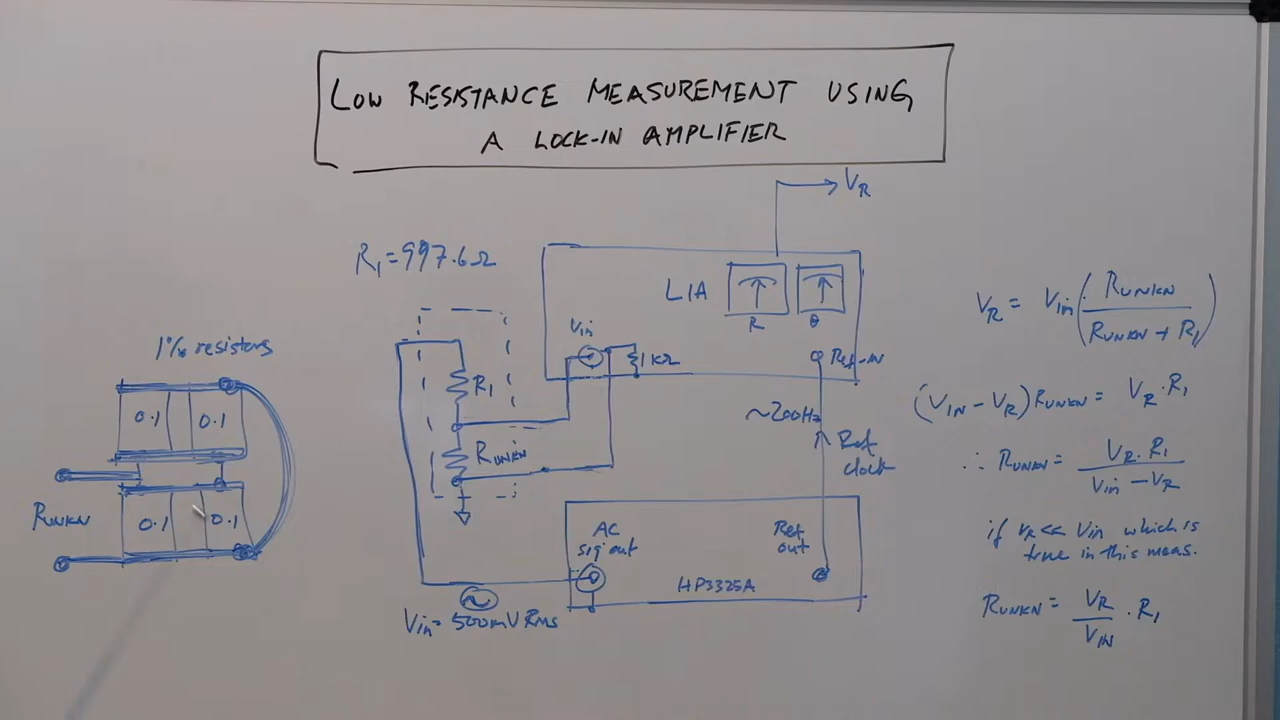 LOW RESISTANCE MEASUREMENT USING
A LOCK-IN AMPLIFIER
VR
R1 = 997.6Ω
LIA
R
θ
Vin
1kΩ
Ref-IN
R1
RUNKN
~200Hz
Ref
clock
AC
sig out
Ref
out
HP3325A
Vin = 500mV Rms
1% resistors
0.1 0.1
RUNKN
0.1 0.1
VR = Vin (RUNKN / RUNKN + R1)
(VIN - VR) RUNKN = VR · R1
∴ RUNKN = VR · R1 / Vin - VR
if VR << Vin which is
true in this meas.
RUNKN = VR / VIN · R1